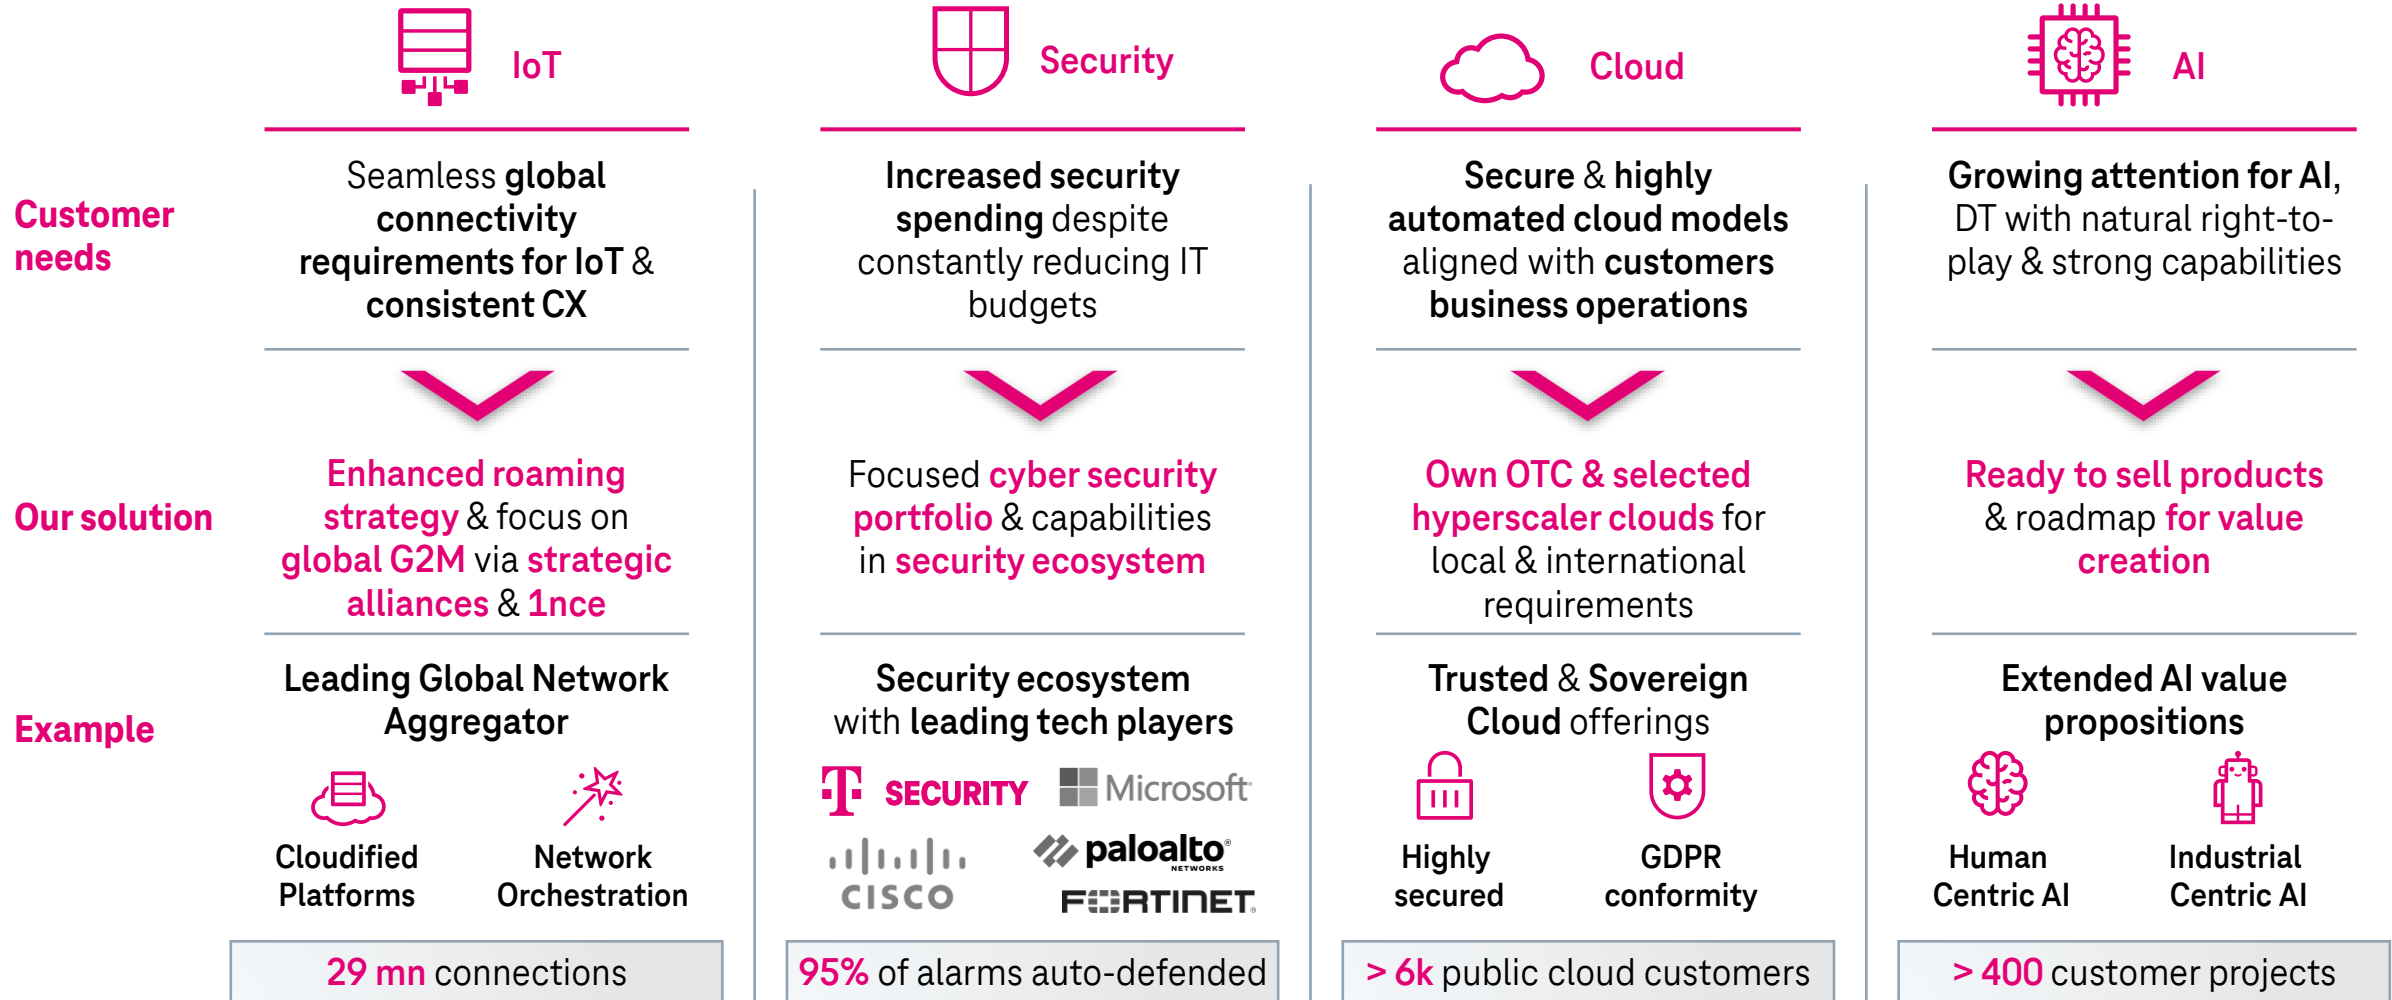 IoT
Security
Cloud
AI
Customer
needs
Seamless global
connectivity
requirements for IoT &
consistent CX
Increased security
spending despite
constantly reducing IT
budgets
Secure & highly
automated cloud models
aligned with customers
business operations
Growing attention for AI,
DT with natural right-to-
play & strong capabilities
Our solution
Enhanced roaming
strategy & focus on
global G2M via strategic
alliances & 1nce
Focused cyber security
portfolio & capabilities
in security ecosystem
Own OTC & selected
hyperscaler clouds for
local & international
requirements
Ready to sell products
& roadmap for value
creation
Example
Leading Global Network
Aggregator
Cloudified
Platforms
Network
Orchestration
Security ecosystem
with leading tech players
T SECURITY
Microsoft
CISCO
paloalto®
NETWORKS
FORTINET®
Trusted & Sovereign
Cloud offerings
Highly
secured
GDPR
conformity
Extended AI value
propositions
Human
Centric AI
Industrial
Centric AI
29 mn connections
95% of alarms auto-defended
> 6k public cloud customers
> 400 customer projects